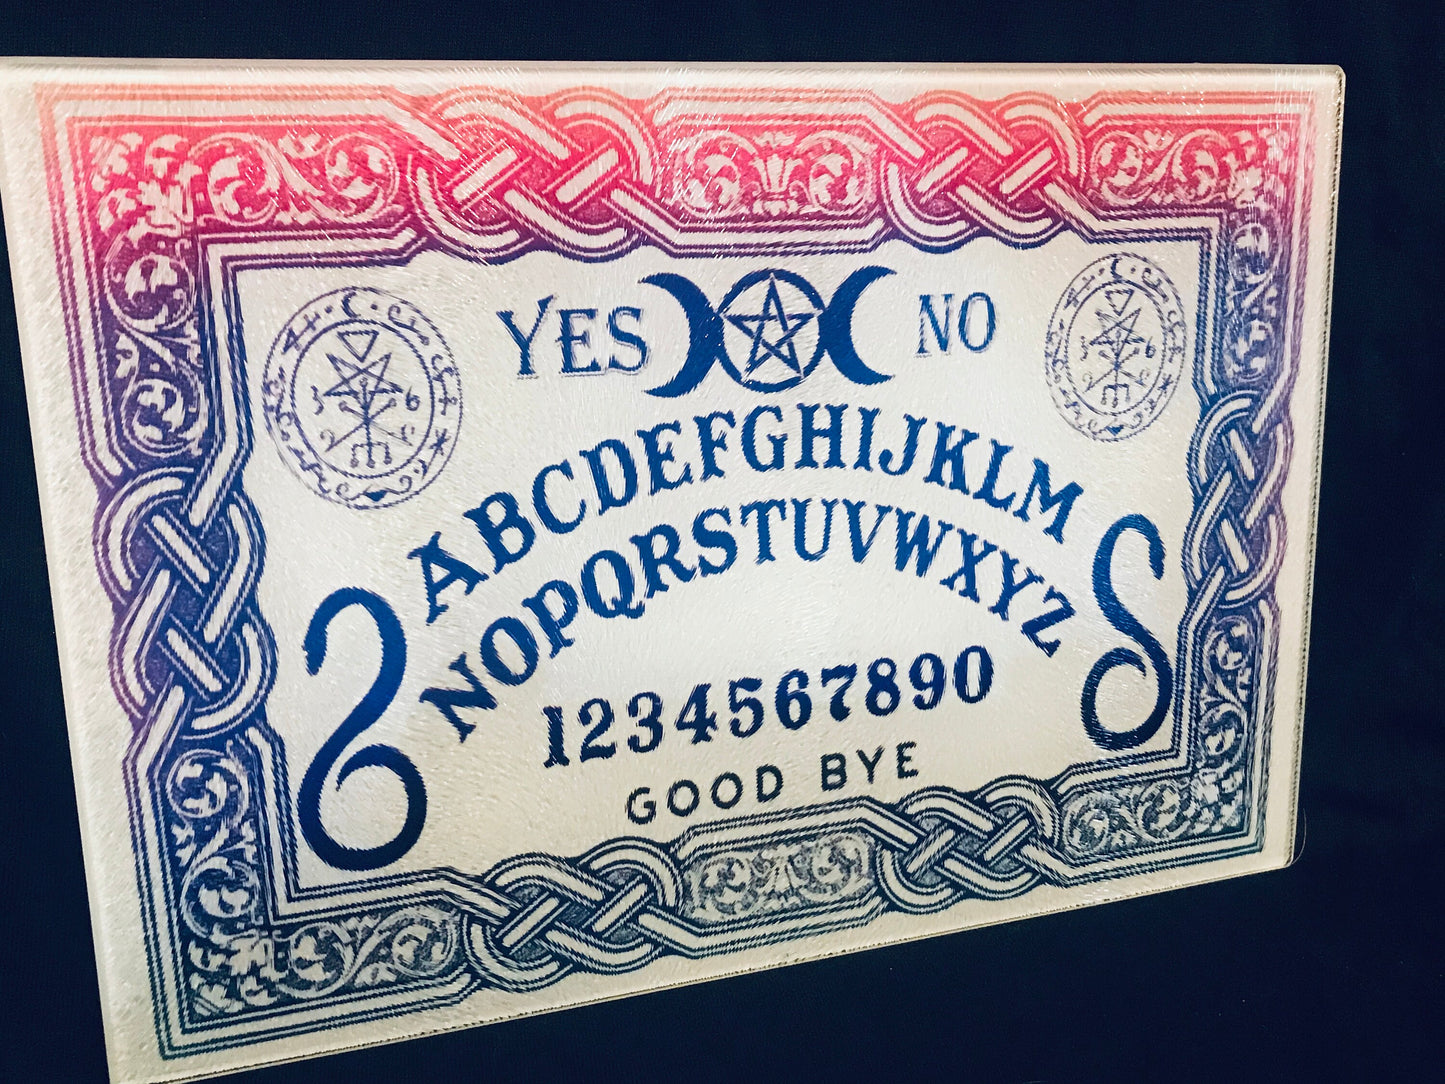 YES NO
ABCDEFGHIJKLM
NOPQRSTUVWXYZ
1234567890
GOOD BYE